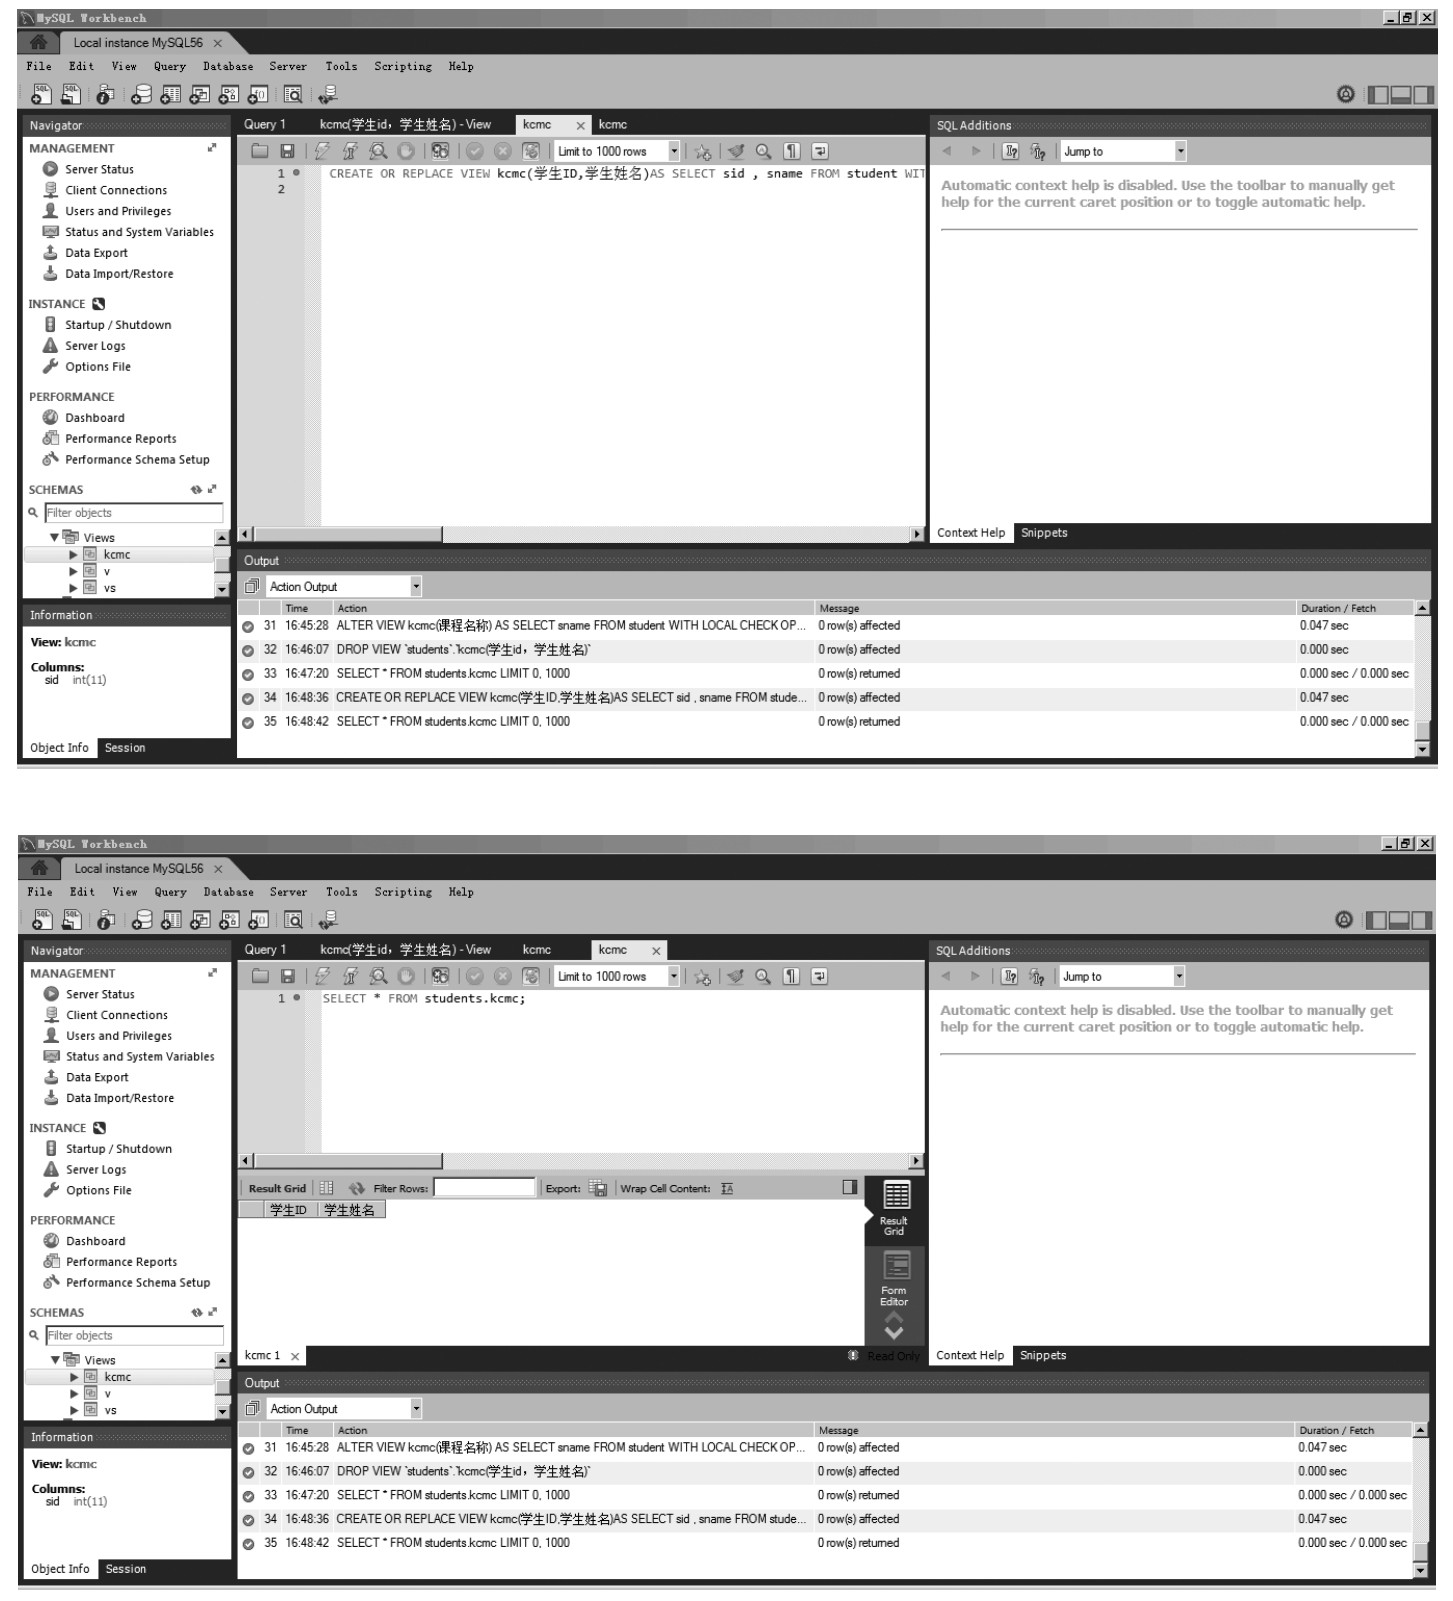 MySQL Workbench
Local instance MySQL56
File Edit View Query Database Server Tools Scripting Help
Navigator
MANAGEMENT
Server Status
Client Connections
Users and Privileges
Status and System Variables
Data Export
Data Import/Restore
INSTANCE
Startup / Shutdown
Server Logs
Options File
PERFORMANCE
Dashboard
Performance Reports
Performance Schema Setup
SCHEMAS
Filter objects
Views
kcmc
v
vs
Information
View: kcmc
Columns:
sid int(11)
Object Info Session
Query 1 kcmc(学生id，学生姓名) - View kcmc kcmc
Limit to 1000 rows
1 CREATE OR REPLACE VIEW kcmc(学生ID,学生姓名)AS SELECT sid , sname FROM student WIT
2
SQL Additions
Jump to
Automatic context help is disabled. Use the toolbar to manually get
help for the current caret position or to toggle automatic help.
Context Help Snippets
Output
Action Output
Time Action Message Duration / Fetch
31 16:45:28 ALTER VIEW kcmc(课程名称) AS SELECT sname FROM student WITH LOCAL CHECK OP... 0 row(s) affected 0.047 sec
32 16:46:07 DROP VIEW `students`.`kcmc(学生id，学生姓名)` 0 row(s) affected 0.000 sec
33 16:47:20 SELECT * FROM students.kcmc LIMIT 0, 1000 0 row(s) returned 0.000 sec / 0.000 sec
34 16:48:36 CREATE OR REPLACE VIEW kcmc(学生ID,学生姓名)AS SELECT sid , sname FROM stude... 0 row(s) affected 0.047 sec
35 16:48:42 SELECT * FROM students.kcmc LIMIT 0, 1000 0 row(s) returned 0.000 sec / 0.000 sec
MySQL Workbench
Local instance MySQL56
File Edit View Query Database Server Tools Scripting Help
Navigator
MANAGEMENT
Server Status
Client Connections
Users and Privileges
Status and System Variables
Data Export
Data Import/Restore
INSTANCE
Startup / Shutdown
Server Logs
Options File
PERFORMANCE
Dashboard
Performance Reports
Performance Schema Setup
SCHEMAS
Filter objects
Views
kcmc
v
vs
Information
View: kcmc
Columns:
sid int(11)
Object Info Session
Query 1 kcmc(学生id，学生姓名) - View kcmc kcmc
Limit to 1000 rows
1 SELECT * FROM students.kcmc;
Result Grid Filter Rows: Export: Wrap Cell Content:
学生ID 学生姓名
Result
Grid
Form
Editor
kcmc 1 Read Only
SQL Additions
Jump to
Automatic context help is disabled. Use the toolbar to manually get
help for the current caret position or to toggle automatic help.
Context Help Snippets
Output
Action Output
Time Action Message Duration / Fetch
31 16:45:28 ALTER VIEW kcmc(课程名称) AS SELECT sname FROM student WITH LOCAL CHECK OP... 0 row(s) affected 0.047 sec
32 16:46:07 DROP VIEW `students`.`kcmc(学生id，学生姓名)` 0 row(s) affected 0.000 sec
33 16:47:20 SELECT * FROM students.kcmc LIMIT 0, 1000 0 row(s) returned 0.000 sec / 0.000 sec
34 16:48:36 CREATE OR REPLACE VIEW kcmc(学生ID,学生姓名)AS SELECT sid , sname FROM stude... 0 row(s) affected 0.047 sec
35 16:48:42 SELECT * FROM students.kcmc LIMIT 0, 1000 0 row(s) returned 0.000 sec / 0.000 sec